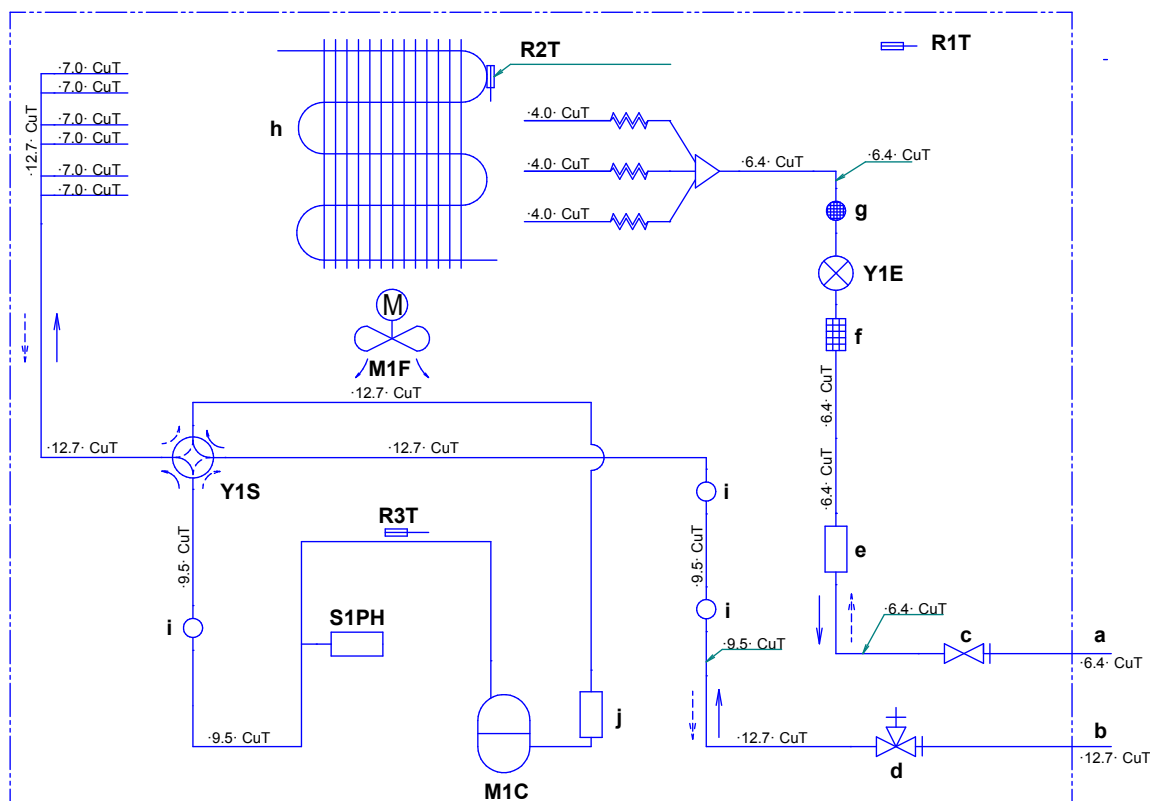 R2T
R1T
·7.0· CuT
·7.0· CuT
·7.0· CuT
·7.0· CuT
·7.0· CuT
·7.0· CuT
·12.7· CuT
h
·4.0· CuT
·4.0· CuT
·4.0· CuT
·6.4· CuT
·6.4· CuT
g
Y1E
f
M
M1F
·12.7· CuT
·6.4· CuT
·6.4· CuT
·12.7· CuT
·12.7· CuT
Y1S
i
R3T
·9.5· CuT
·9.5· CuT
e
i
S1PH
i
·9.5· CuT
·6.4· CuT
c
a
·6.4· CuT
j
·9.5· CuT
·12.7· CuT
b
·12.7· CuT
d
M1C